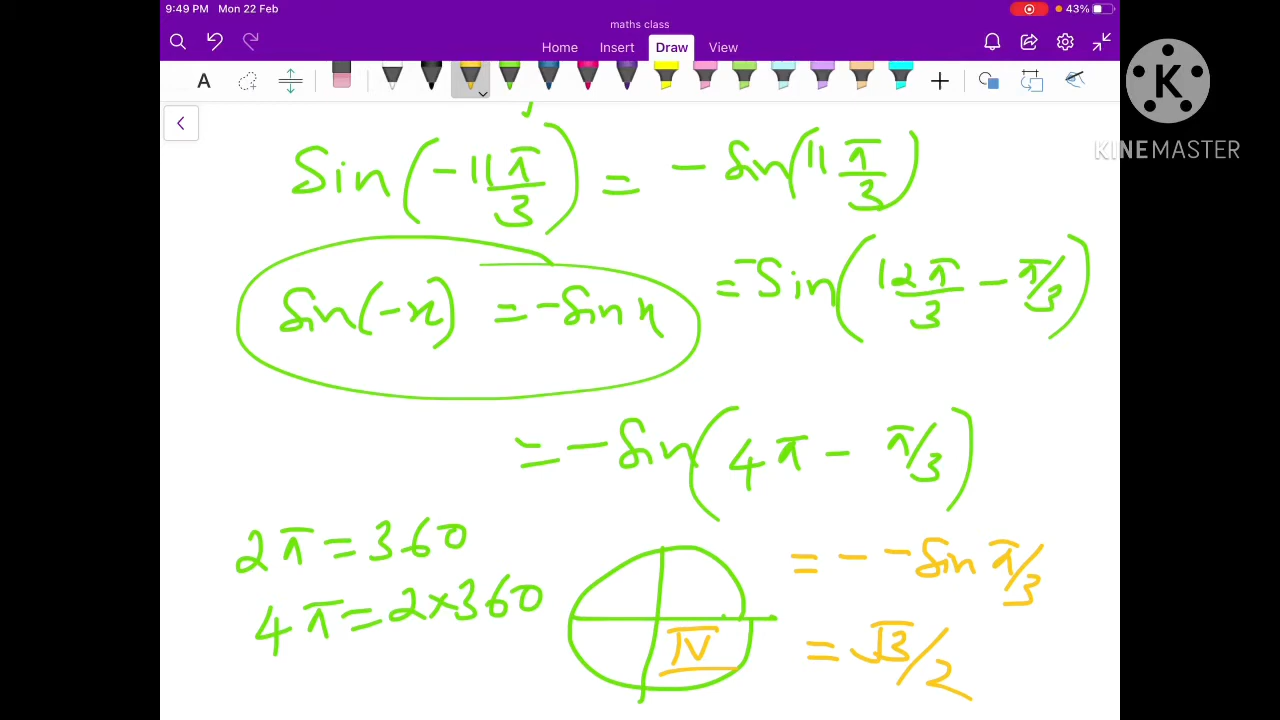 9:49 PM Mon 22 Feb
43%
maths class
Home Insert Draw View
A
K
KINEMASTER
Sin(-11π/3) = -Sin(11π/3)
Sin(-x) = -Sin x
= -Sin(12π/3 - π/3)
= -Sin(4π - π/3)
2π = 360
4π = 2×360
IV
= - -Sin π/3
= √3/2